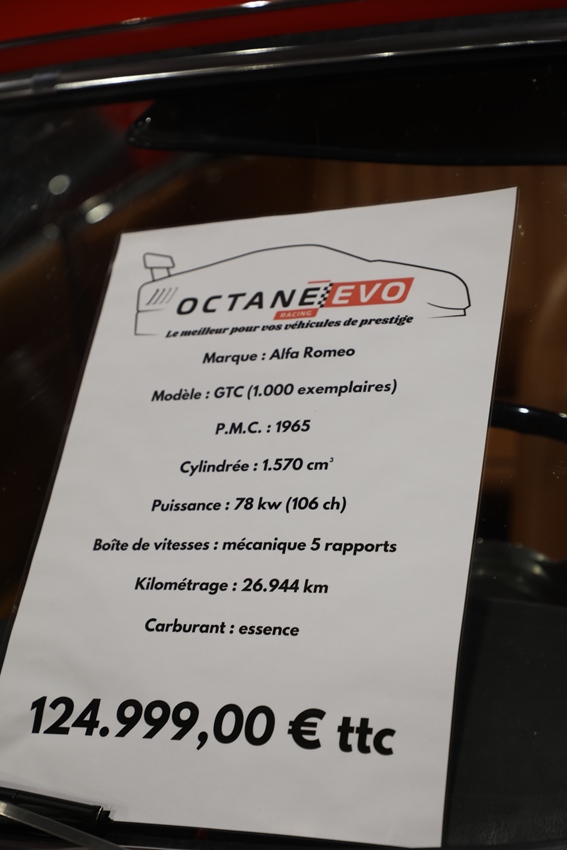 OCTANE EVO
RACING
Le meilleur pour vos véhicules de prestige
Marque : Alfa Romeo
Modèle : GTC (1.000 exemplaires)
P.M.C. : 1965
Cylindrée : 1.570 cm³
Puissance : 78 kw (106 ch)
Boîte de vitesses : mécanique 5 rapports
Kilométrage : 26.944 km
Carburant : essence
124.999,00 € ttc